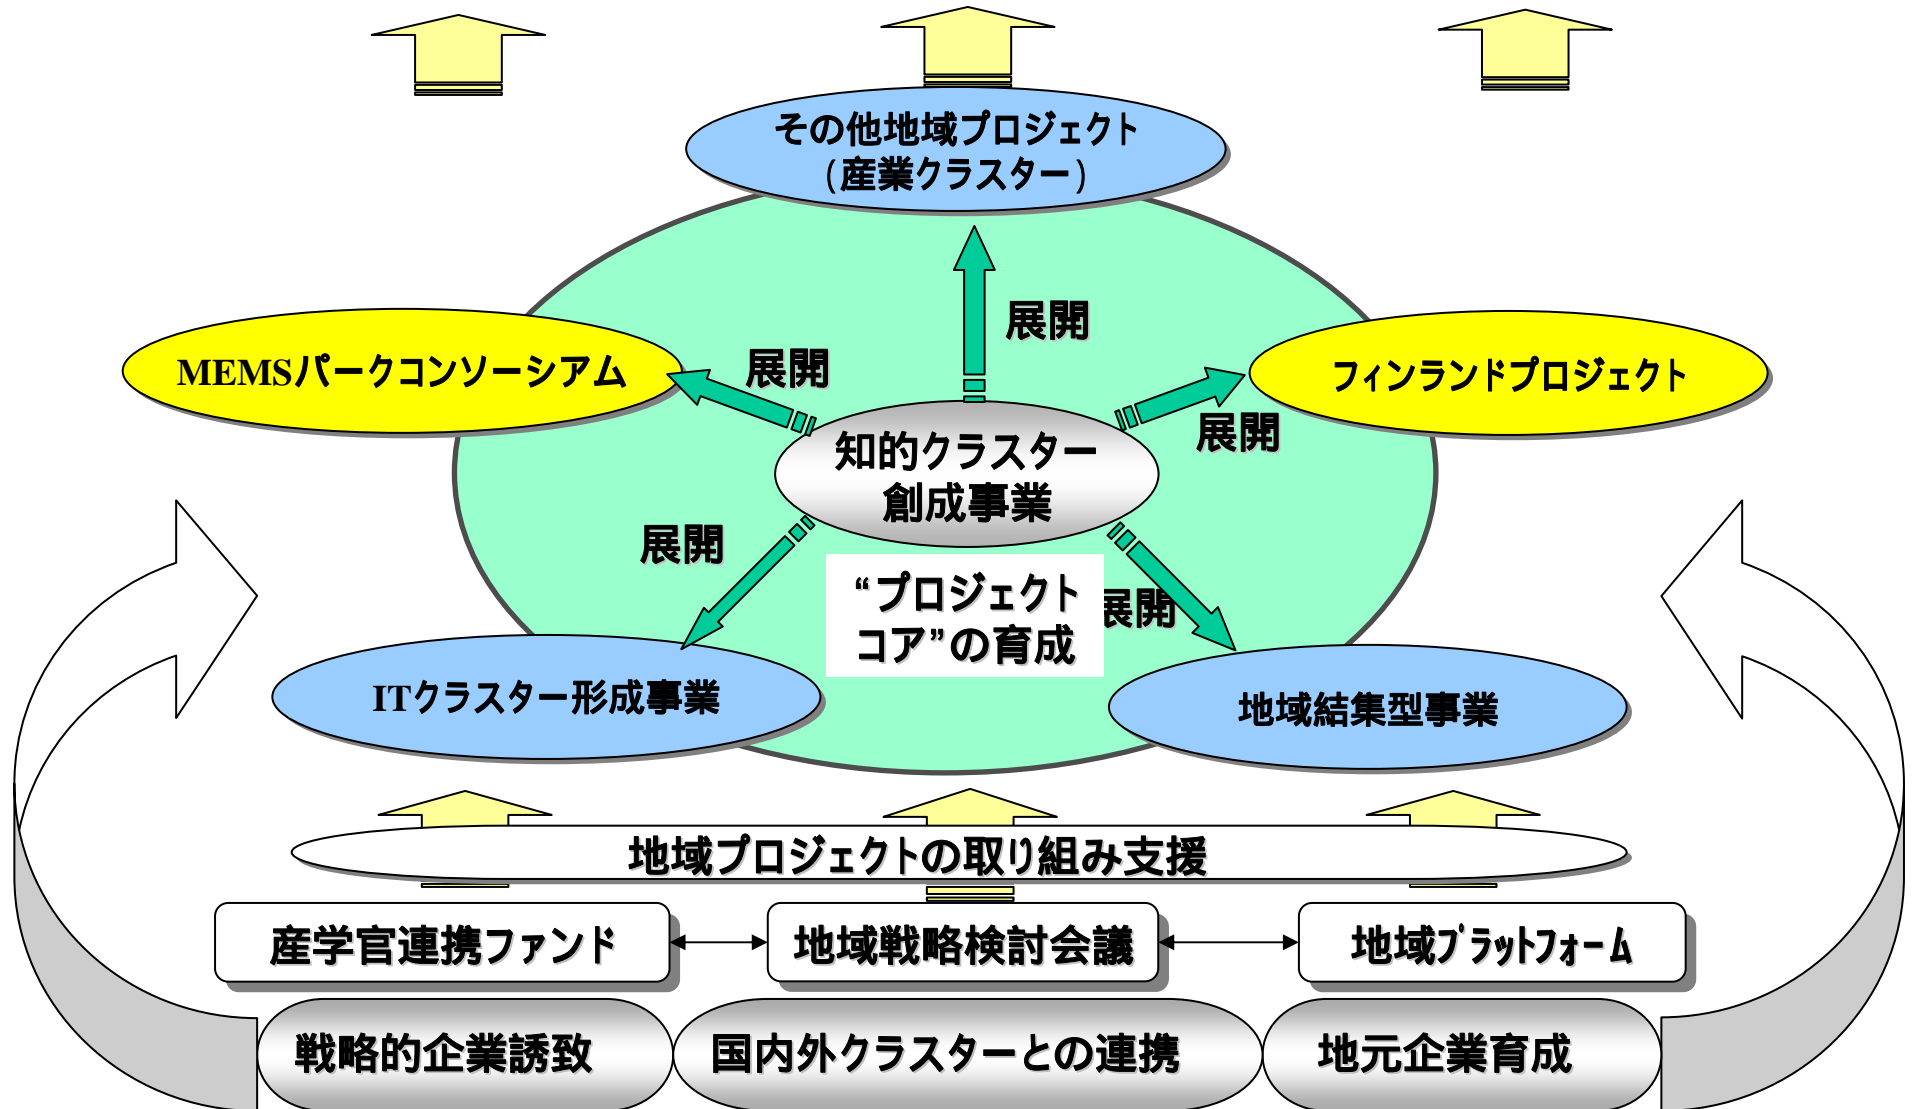 その他地域プロジェクト
(産業クラスター)
展開
MEMSパークコンソーシアム
展開
フィンランドプロジェクト
展開
知的クラスター
創成事業
展開
“プロジェクト
コア”の育成
展開
ITクラスター形成事業
地域結集型事業
地域プロジェクトの取り組み支援
産学官連携ファンド
地域戦略検討会議
地域プラットフォーム
戦略的企業誘致
国内外クラスターとの連携
地元企業育成